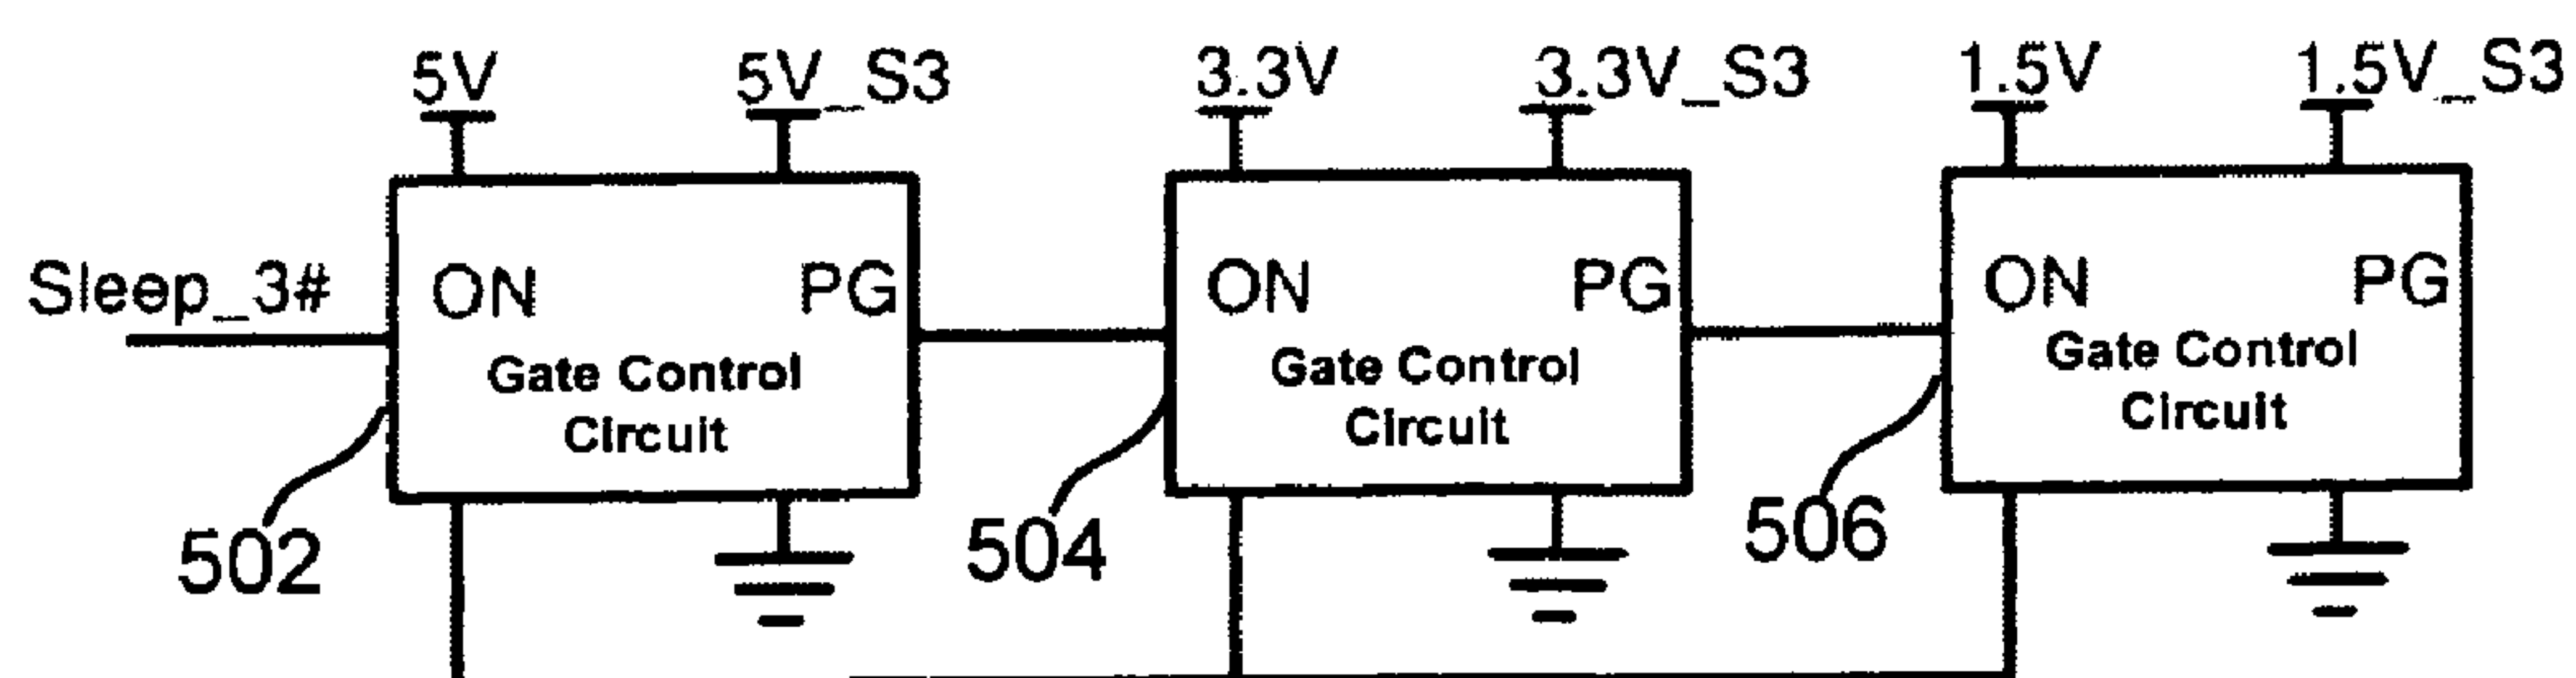 5V 5V_S3 3.3V 3.3V_S3 1.5V 1.5V_S3
Sleep_3# ON PG ON PG ON PG
Gate Control Gate Control Gate Control
Circuit Circuit Circuit
502 504 506